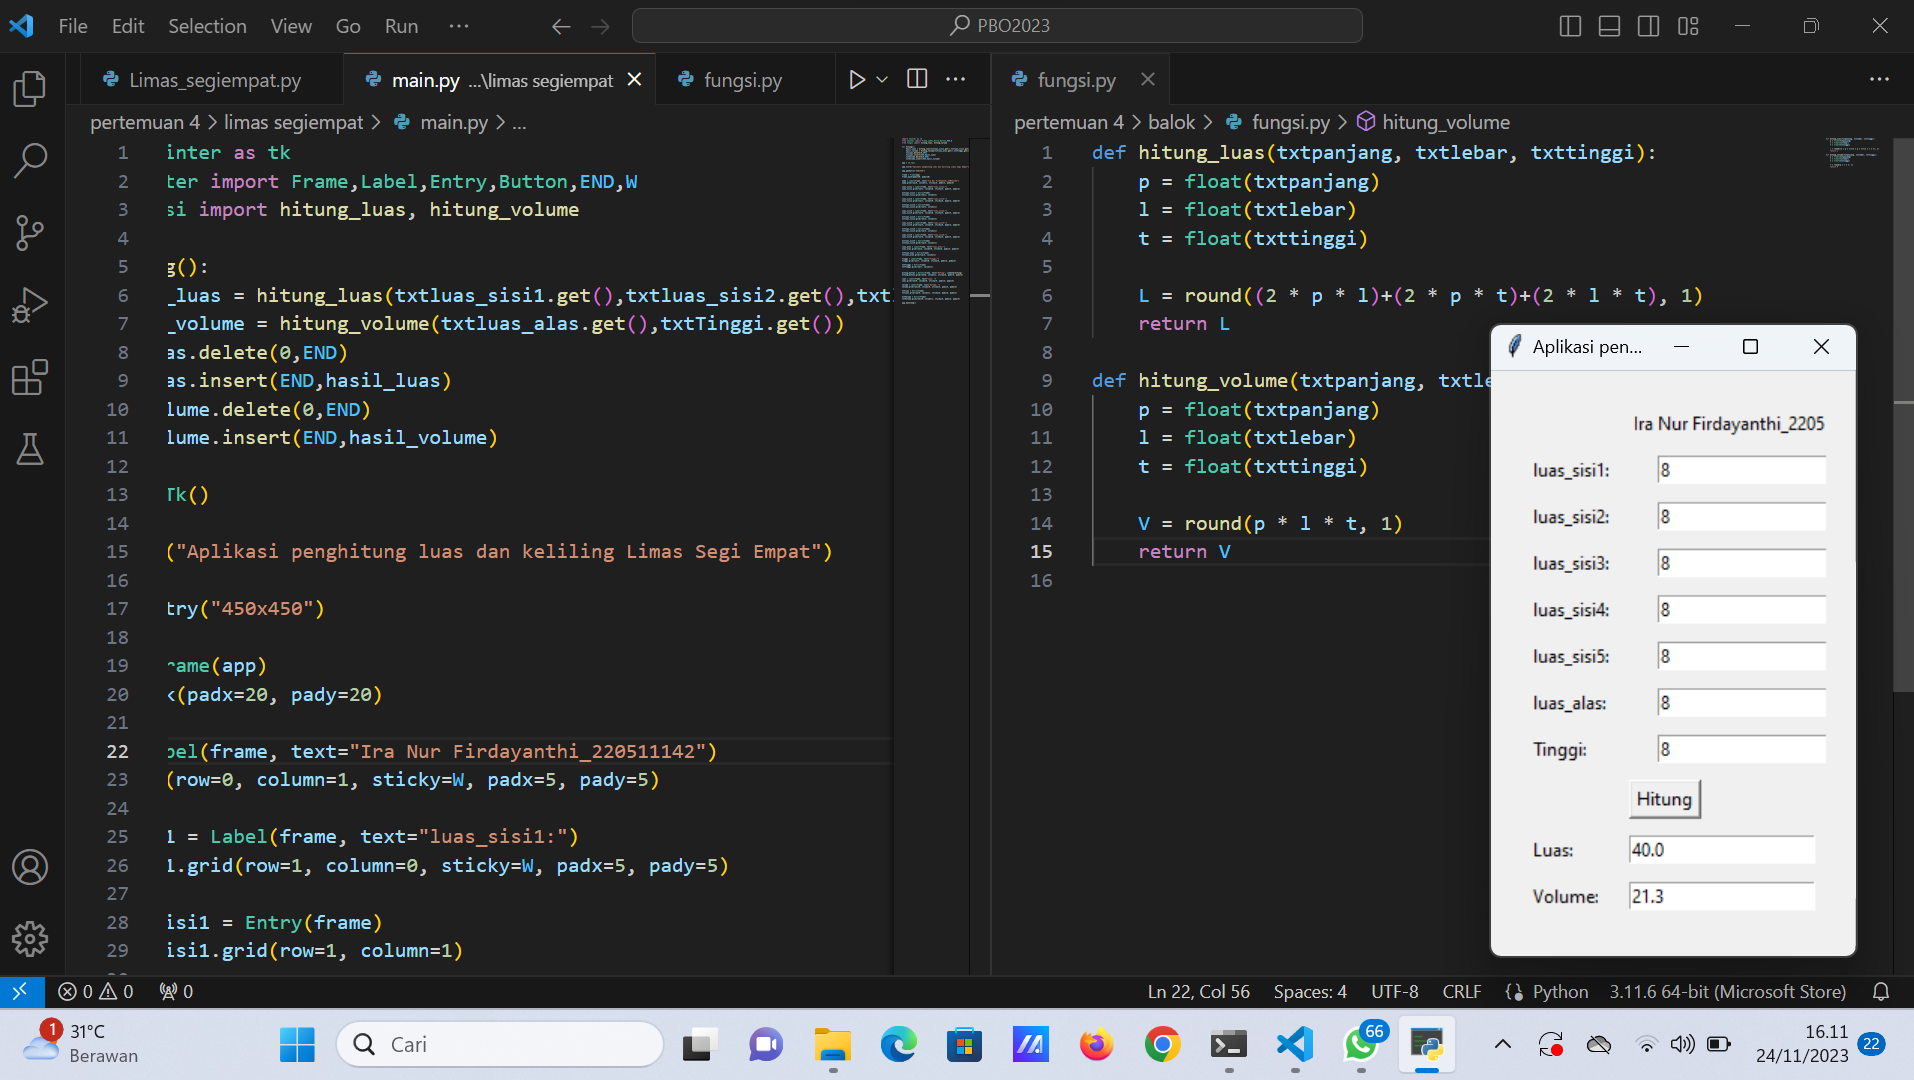 File Edit Selection View Go Run ··· PBO2023
Limas_segiempat.py main.py ...\limas segiempat fungsi.py
pertemuan 4 > limas segiempat > main.py > ...
1 inter as tk
2 ter import Frame,Label,Entry,Button,END,W
3 si import hitung_luas, hitung_volume
4
5 g():
6 _luas = hitung_luas(txtluas_sisi1.get(),txtluas_sisi2.get(),txt
7 _volume = hitung_volume(txtluas_alas.get(),txtTinggi.get())
8 as.delete(0,END)
9 as.insert(END,hasil_luas)
10 lume.delete(0,END)
11 lume.insert(END,hasil_volume)
12
13 Tk()
14
15 ("Aplikasi penghitung luas dan keliling Limas Segi Empat")
16
17 try("450x450")
18
19 rame(app)
20 k(padx=20, pady=20)
21
22 bel(frame, text="Ira Nur Firdayanthi_220511142")
23 (row=0, column=1, sticky=W, padx=5, pady=5)
24
25 1 = Label(frame, text="luas_sisi1:")
26 1.grid(row=1, column=0, sticky=W, padx=5, pady=5)
27
28 isi1 = Entry(frame)
29 isi1.grid(row=1, column=1)
fungsi.py
pertemuan 4 > balok > fungsi.py > hitung_volume
1 def hitung_luas(txtpanjang, txtlebar, txttinggi):
2 p = float(txtpanjang)
3 l = float(txtlebar)
4 t = float(txttinggi)
5
6 L = round((2 * p * l)+(2 * p * t)+(2 * l * t), 1)
7 return L
8
9 def hitung_volume(txtpanjang, txtle
10 p = float(txtpanjang)
11 l = float(txtlebar)
12 t = float(txttinggi)
13
14 V = round(p * l * t, 1)
15 return V
16
Aplikasi pen...
Ira Nur Firdayanthi_2205
luas_sisi1: 8
luas_sisi2: 8
luas_sisi3: 8
luas_sisi4: 8
luas_sisi5: 8
luas_alas: 8
Tinggi: 8
Hitung
Luas: 40.0
Volume: 21.3
0 0 0 Ln 22, Col 56 Spaces: 4 UTF-8 CRLF Python 3.11.6 64-bit (Microsoft Store)
1 31°C
Berawan
Cari
66
16.11
24/11/2023
22